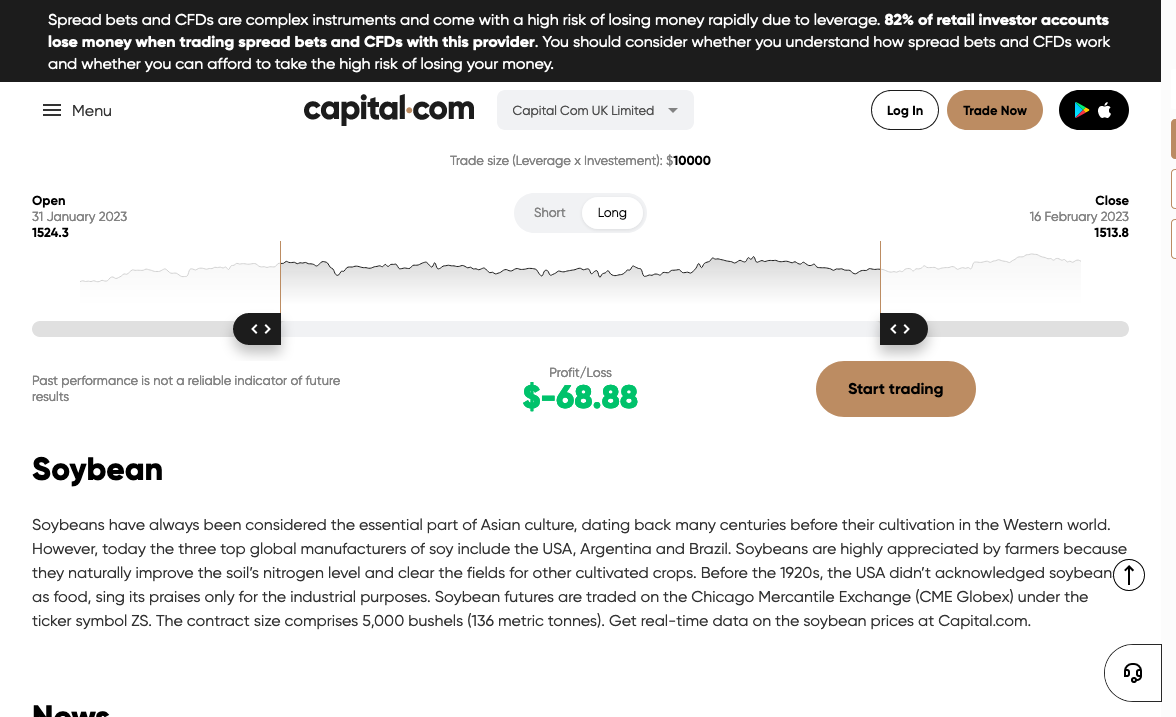 Spread bets and CFDs are complex instruments and come with a high risk of losing money rapidly due to leverage. 82% of retail investor accounts
lose money when trading spread bets and CFDs with this provider. You should consider whether you understand how spread bets and CFDs work
and whether you can afford to take the high risk of losing your money.
Menu
capital.com
Capital Com UK Limited
Log In
Trade Now
Trade size (Leverage x Investement): $10000
Open
31 January 2023
1524.3
Short
Long
Close
16 February 2023
1513.8
Past performance is not a reliable indicator of future
results
Profit/Loss
$-68.88
Start trading
Soybean
Soybeans have always been considered the essential part of Asian culture, dating back many centuries before their cultivation in the Western world.
However, today the three top global manufacturers of soy include the USA, Argentina and Brazil. Soybeans are highly appreciated by farmers because
they naturally improve the soil's nitrogen level and clear the fields for other cultivated crops. Before the 1920s, the USA didn't acknowledged soybean
as food, sing its praises only for the industrial purposes. Soybean futures are traded on the Chicago Mercantile Exchange (CME Globex) under the
ticker symbol ZS. The contract size comprises 5,000 bushels (136 metric tonnes). Get real-time data on the soybean prices at Capital.com.
News